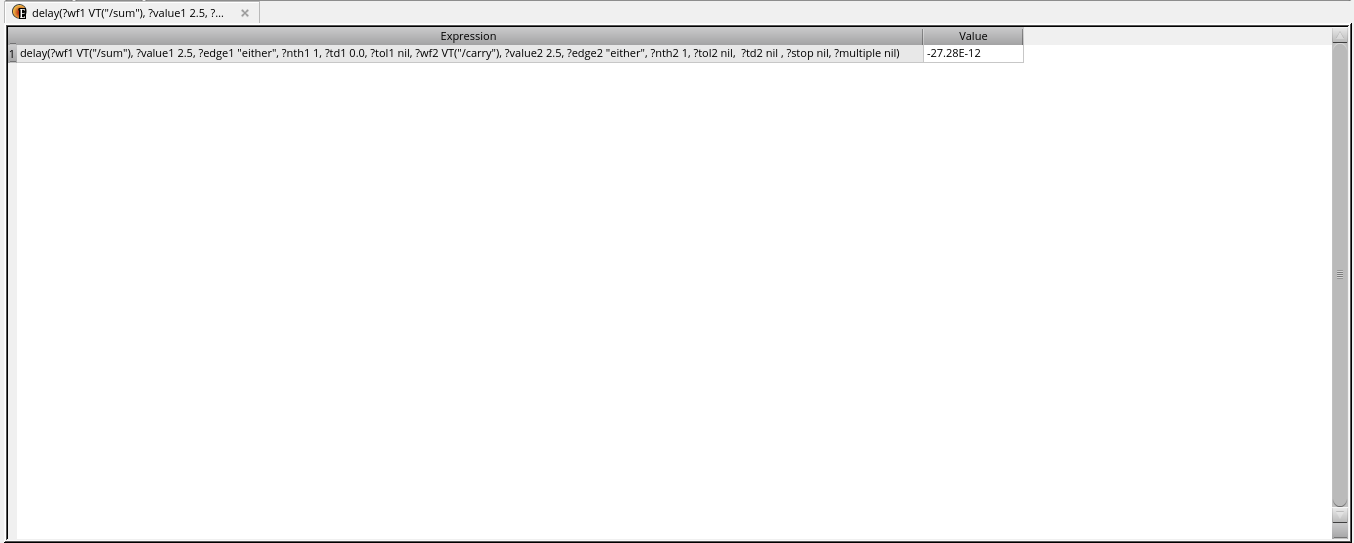 delay(?wf1 VT("/sum"), ?value1 2.5, ?...
Expression Value
1 delay(?wf1 VT("/sum"), ?value1 2.5, ?edge1 "either", ?nth1 1, ?td1 0.0, ?tol1 nil, ?wf2 VT("/carry"), ?value2 2.5, ?edge2 "either", ?nth2 1, ?tol2 nil,  ?td2 nil , ?stop nil, ?multiple nil) -27.28E-12